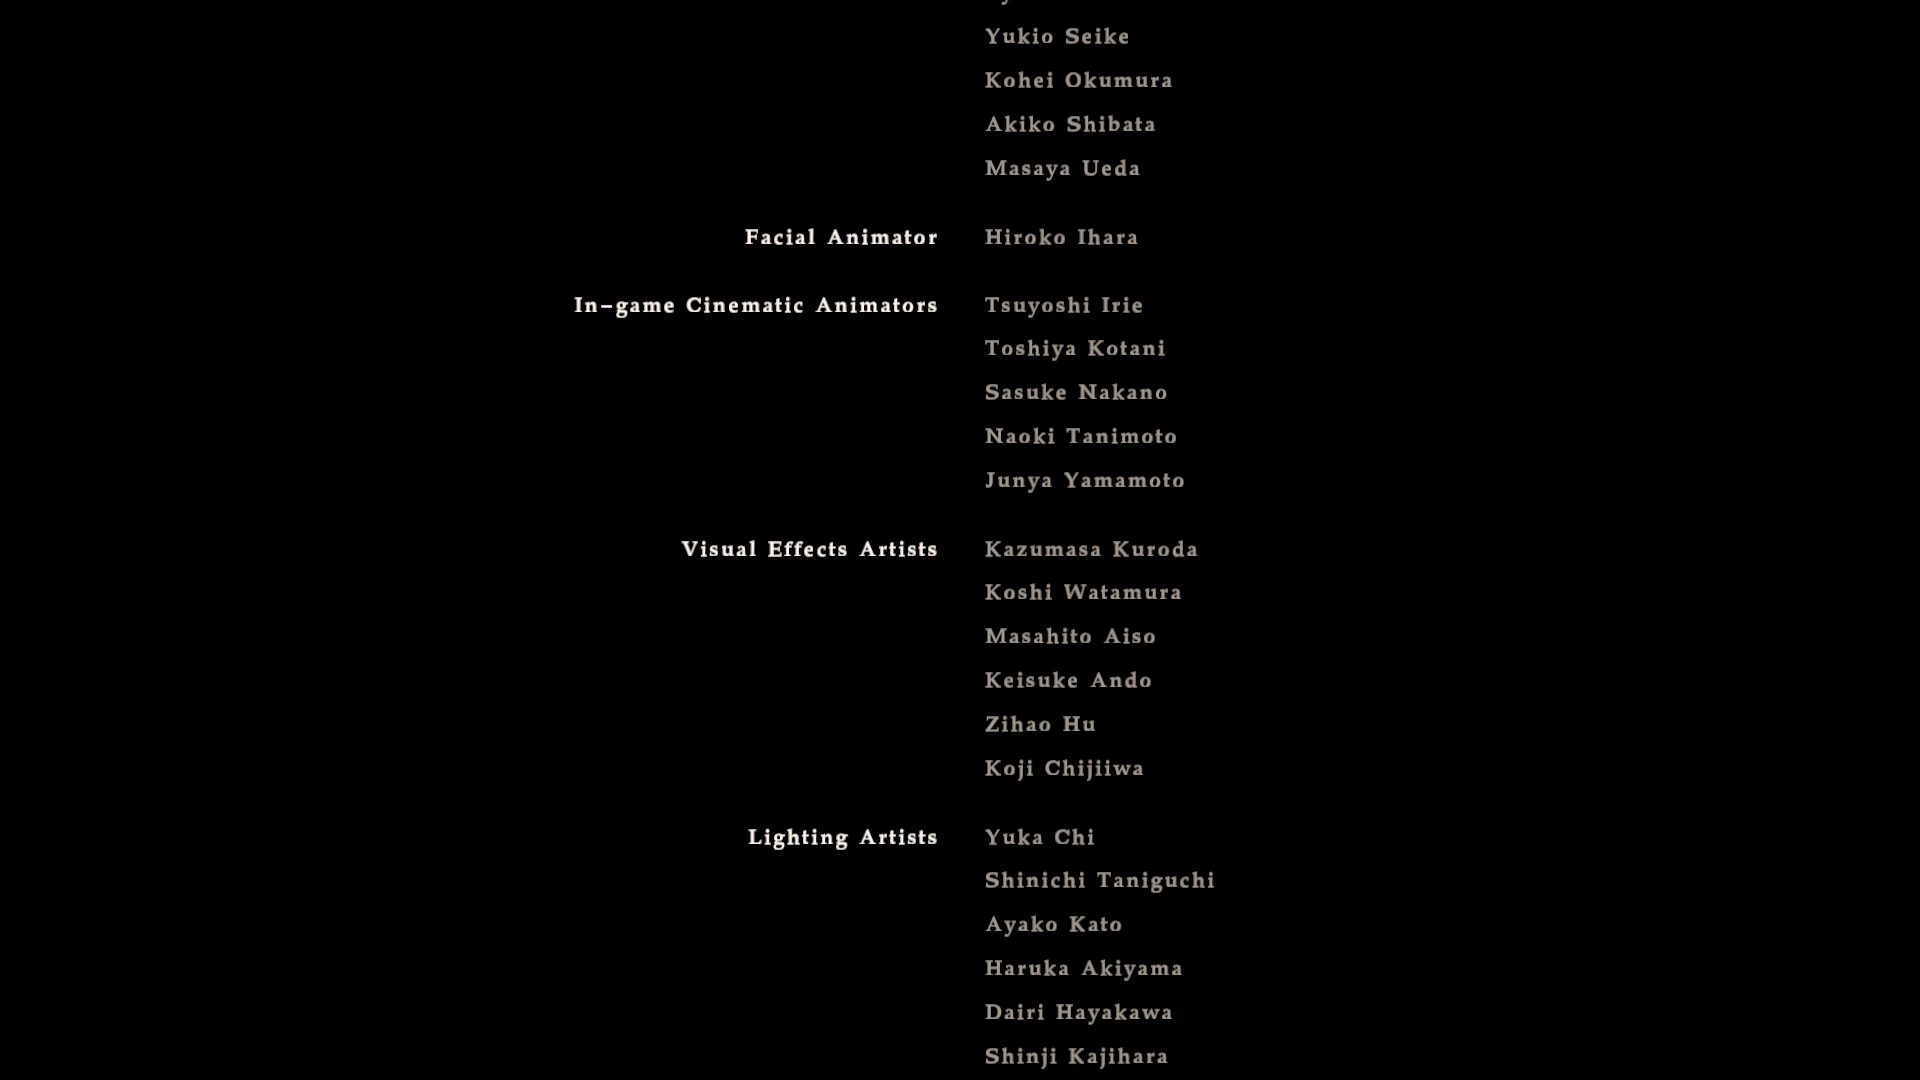 Yukio Seike
Kohei Okumura
Akiko Shibata
Masaya Ueda
Facial Animator Hiroko Ihara
In-game Cinematic Animators Tsuyoshi Irie
Toshiya Kotani
Sasuke Nakano
Naoki Tanimoto
Junya Yamamoto
Visual Effects Artists Kazumasa Kuroda
Koshi Watamura
Masahito Aiso
Keisuke Ando
Zihao Hu
Koji Chijiiwa
Lighting Artists Yuka Chi
Shinichi Taniguchi
Ayako Kato
Haruka Akiyama
Dairi Hayakawa
Shinji Kajihara